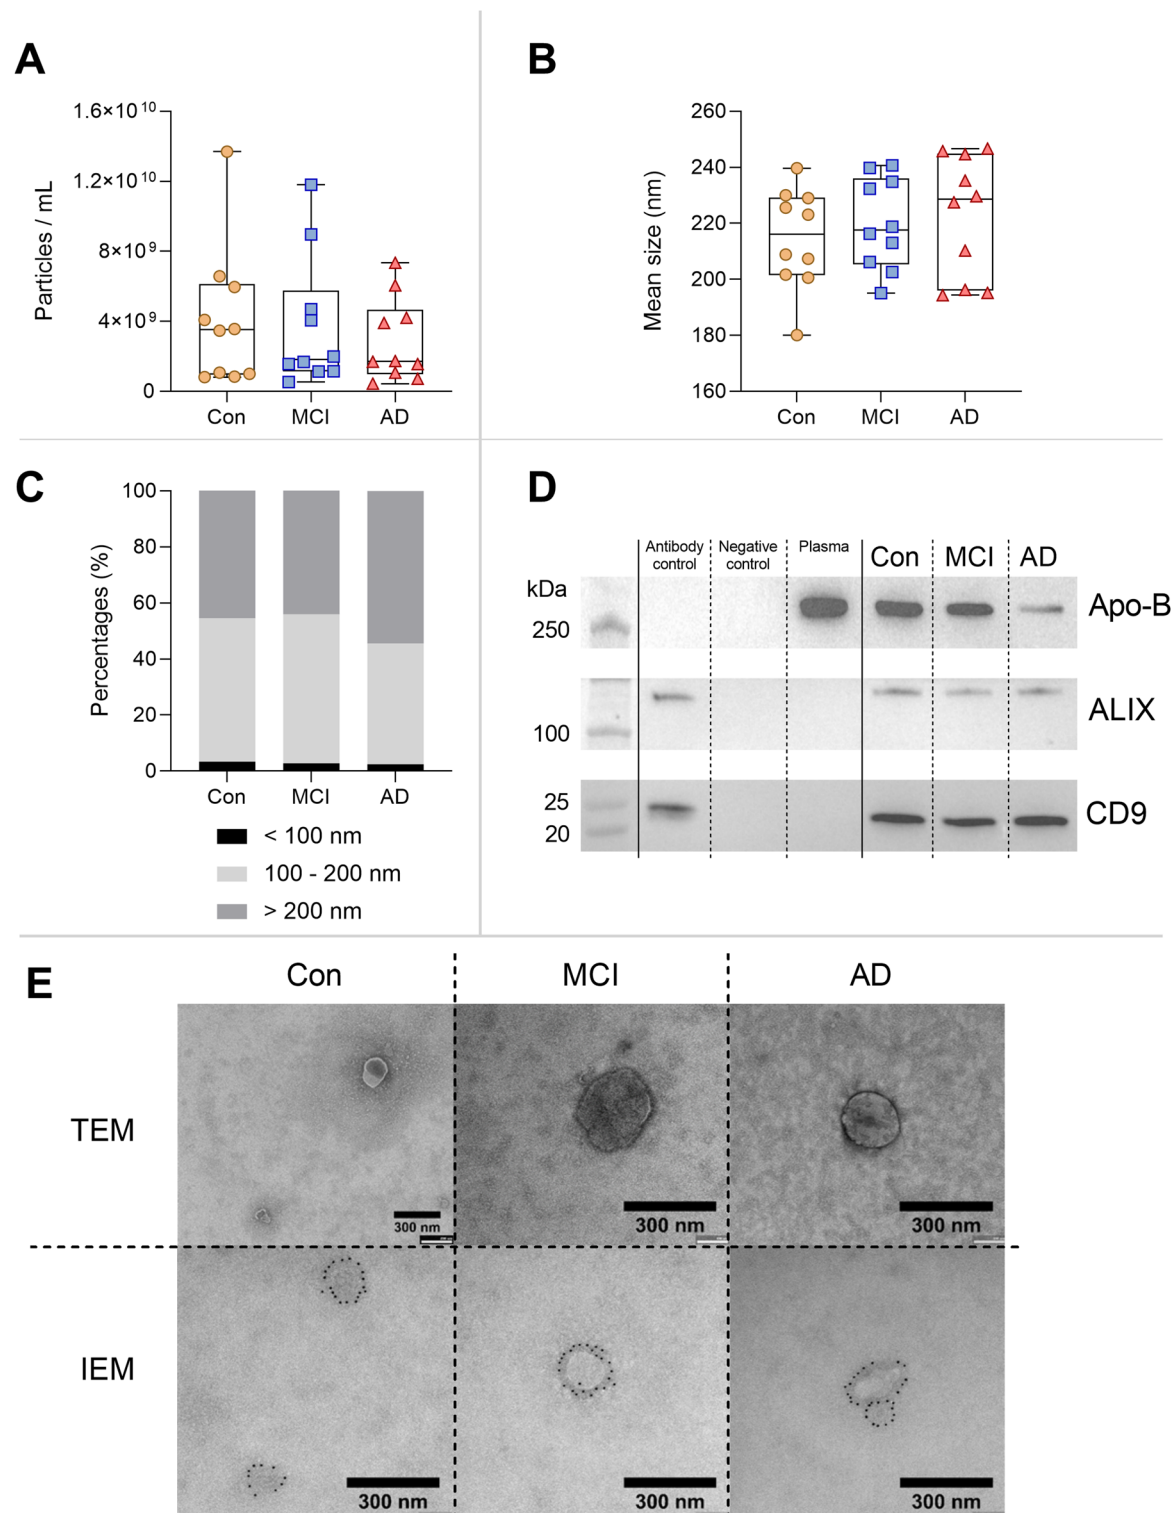 A
Particles / mL
1.6×10¹⁰
1.2×10¹⁰
8×10⁹
4×10⁹
0
Con MCI AD
B
Mean size (nm)
260
240
220
200
180
160
Con MCI AD
C
Percentages (%)
100
80
60
40
20
0
Con MCI AD
< 100 nm
100 - 200 nm
> 200 nm
D
Antibody control
Negative control
Plasma
Con MCI AD
kDa
250
Apo-B
100
ALIX
25
20
CD9
E
Con MCI AD
TEM
300 nm 300 nm 300 nm
IEM
300 nm 300 nm 300 nm